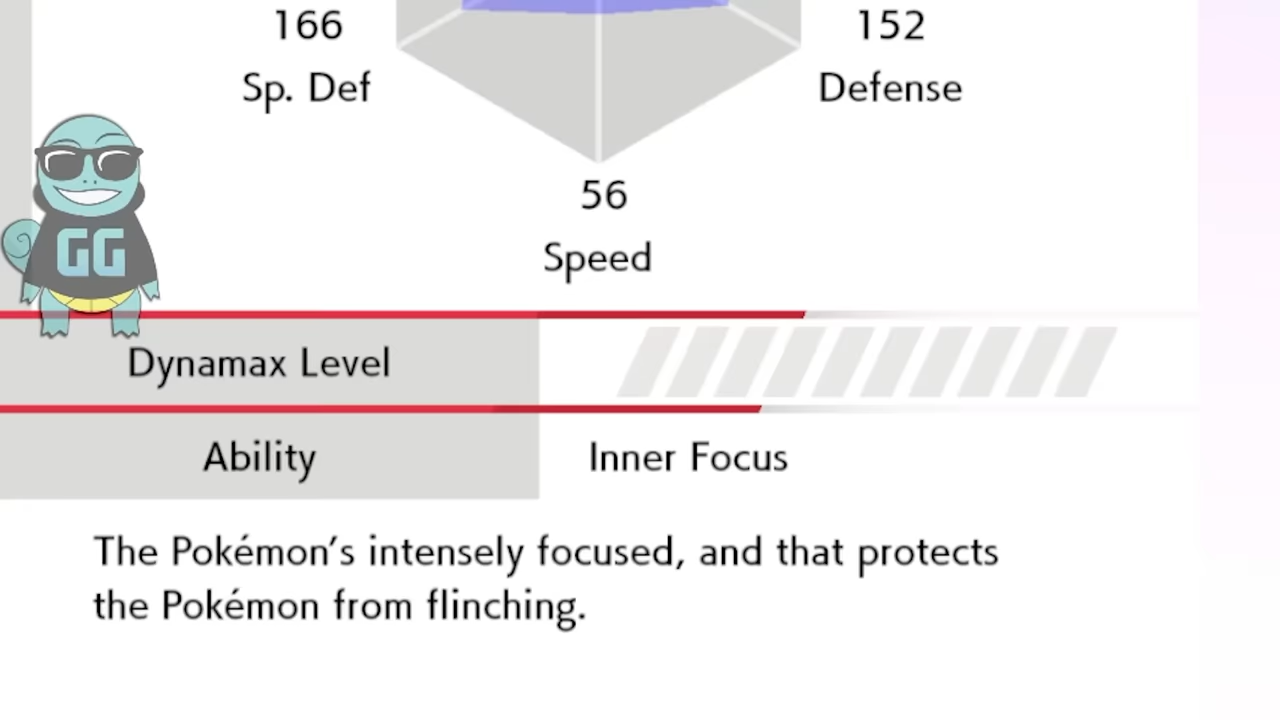 166
152
Sp. Def
Defense
56
Speed
GG
Dynamax Level
Ability
Inner Focus
The Pokémon's intensely focused, and that protects
the Pokémon from flinching.